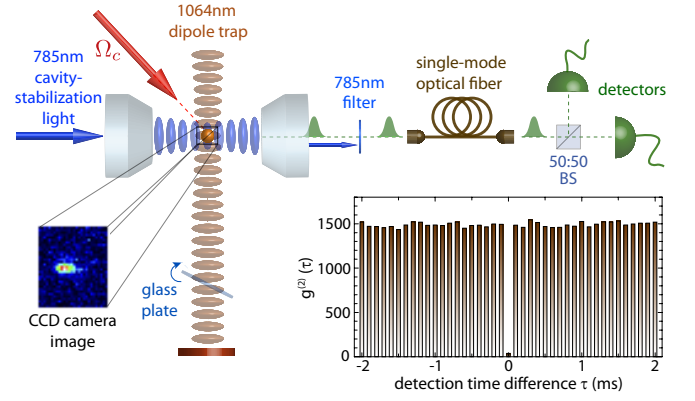 1064nm
dipole trap
Ωc
785nm
cavity-
stabilization
light
785nm
filter
single-mode
optical fiber
detectors
50:50
BS
glass
plate
CCD camera
image
g(2) (τ)
1500
1000
500
0
-2
-1
0
1
2
detection time difference τ (ms)